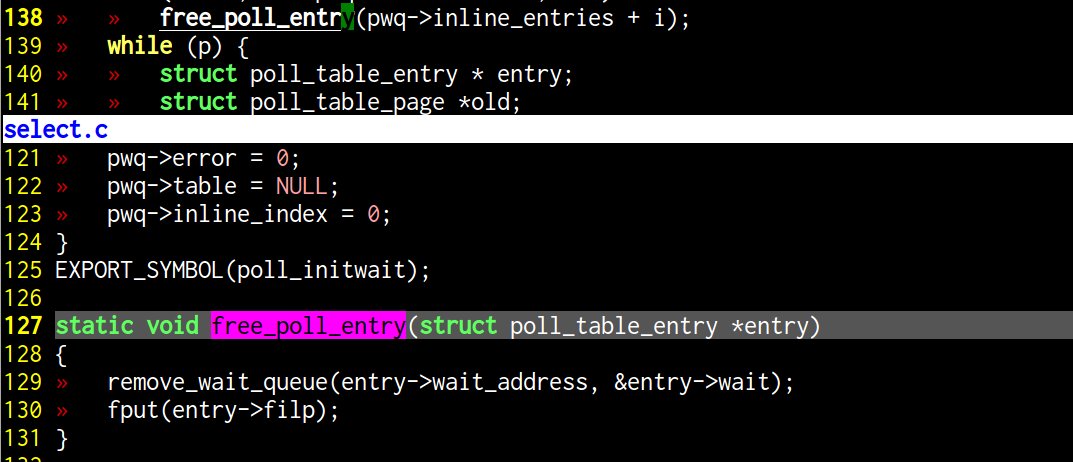 138 » » free_poll_entry(pwq->inline_entries + i);
139 » while (p) {
140 » » struct poll_table_entry * entry;
141 » » struct poll_table_page *old;
select.c
121 » pwq->error = 0;
122 » pwq->table = NULL;
123 » pwq->inline_index = 0;
124 }
125 EXPORT_SYMBOL(poll_initwait);
126
127 static void free_poll_entry(struct poll_table_entry *entry)
128 {
129 » remove_wait_queue(entry->wait_address, &entry->wait);
130 » fput(entry->filp);
131 }